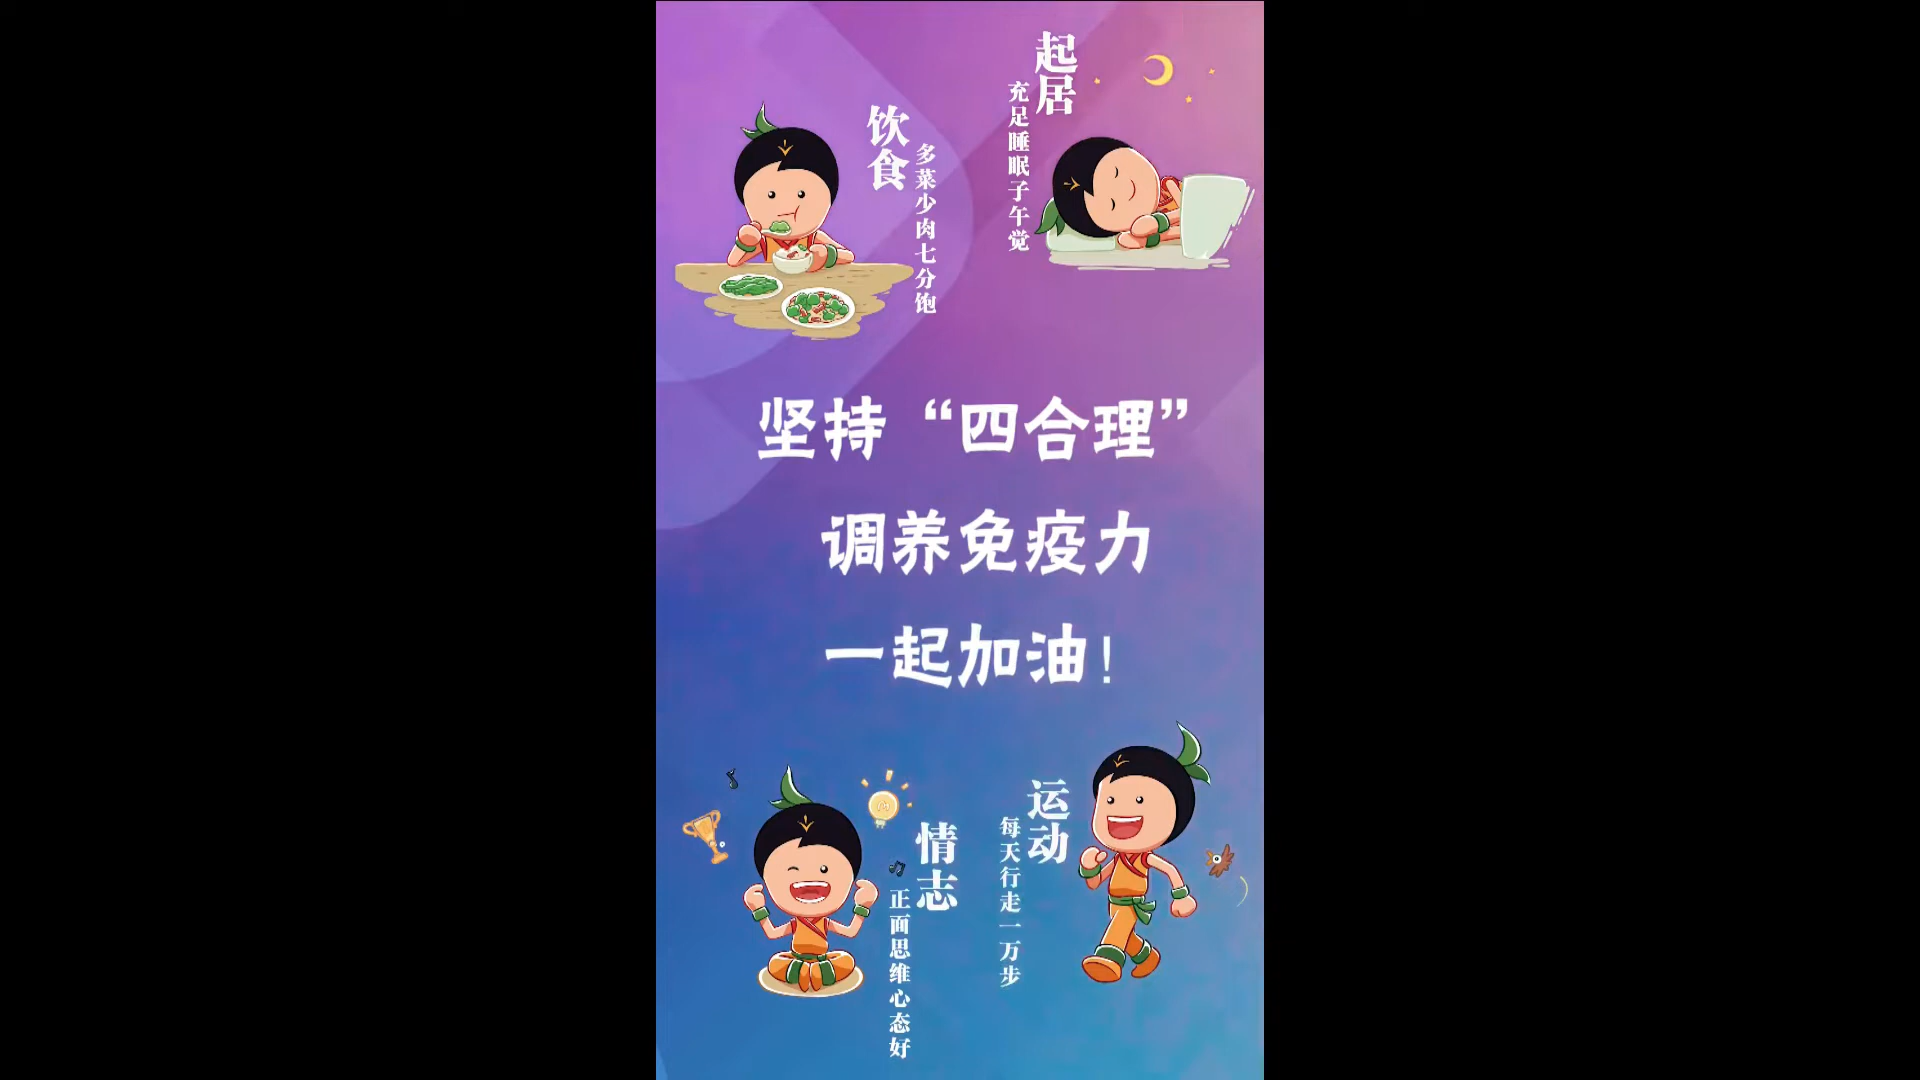 饮食
多菜少肉七分饱
起居
充足睡眠子午觉
坚持“四合理”
调养免疫力
一起加油！
情志
正面思维心态好
运动
每天行走一万步